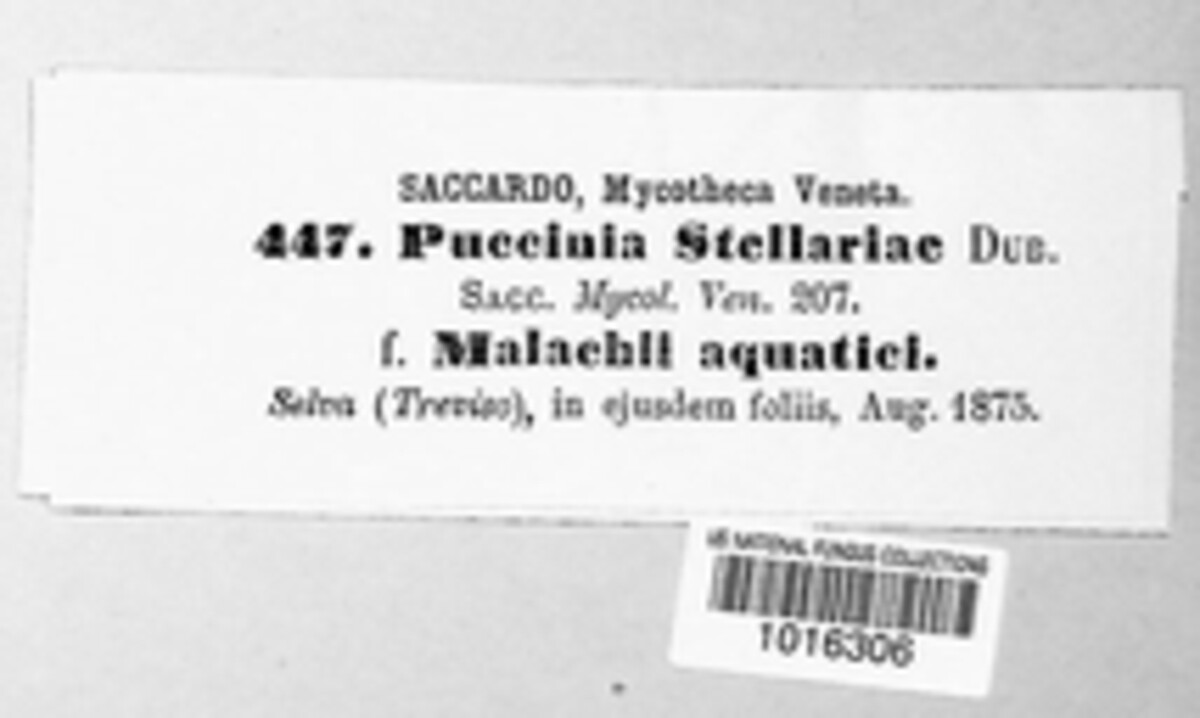 SACCARDO, Mycotheca Veneta.
447. Puccinia Stellariae DUB.
SACC. Mycol. Ven. 207.
f. Malachii aquatici.
Selva (Treviso), in ejusdem foliis, Aug. 1875.
US NATIONAL FUNGUS COLLECTIONS
1016306